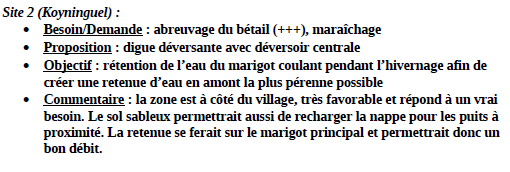 Site 2 (Koyninguel) :
• Besoin/Demande : abreuvage du bétail (+++), maraîchage
• Proposition : digue déversante avec déversoir centrale
• Objectif : rétention de l’eau du marigot coulant pendant l’hivernage afin de
créer une retenue d’eau en amont la plus pérenne possible
• Commentaire : la zone est à côté du village, très favorable et répond à un vrai
besoin. Le sol sableux permettrait aussi de recharger la nappe pour les puits à
proximité. La retenue se ferait sur le marigot principal et permettrait donc un
bon débit.